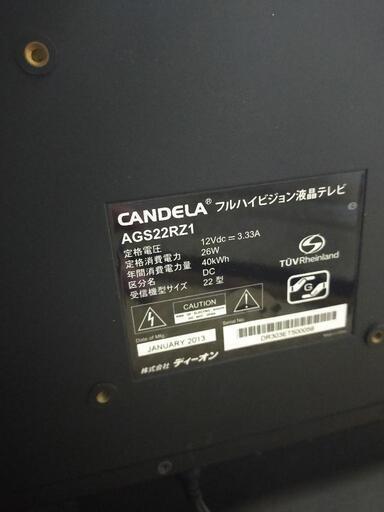 CANDELA® フルハイビジョン液晶テレビ
AGS22RZ1
定格電圧 12Vdc ⎓ 3.33A
定格消費電力 26W
年間消費電力量 40kWh
区分名 DC
受信機型サイズ 22 型
TÜVRheinland
CAUTION
G
Date of Mfg.:
JANUARY 2013
Serial No.:
DR303ET500058
株式会社 ディーオン